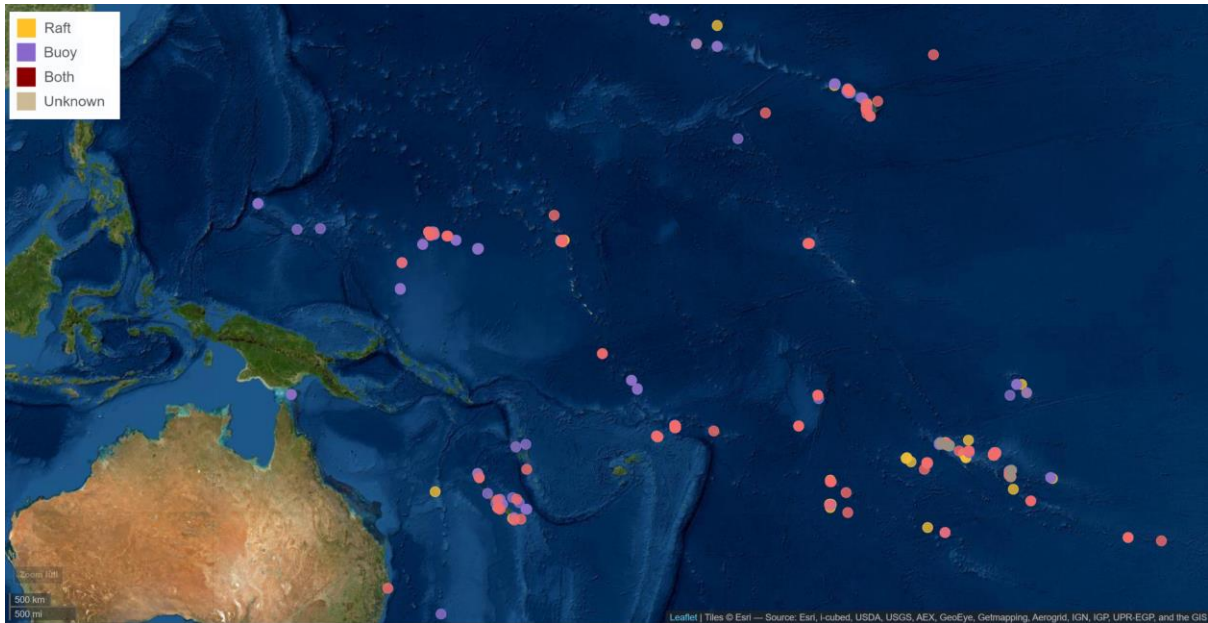 Raft
Buoy
Both
Unknown
500 km
500 mi
Leaflet | Tiles © Esri — Source: Esri, i-cubed, USDA, USGS, AEX, GeoEye, Getmapping, Aerogrid, IGN, IGP, UPR-EGP, and the GIS